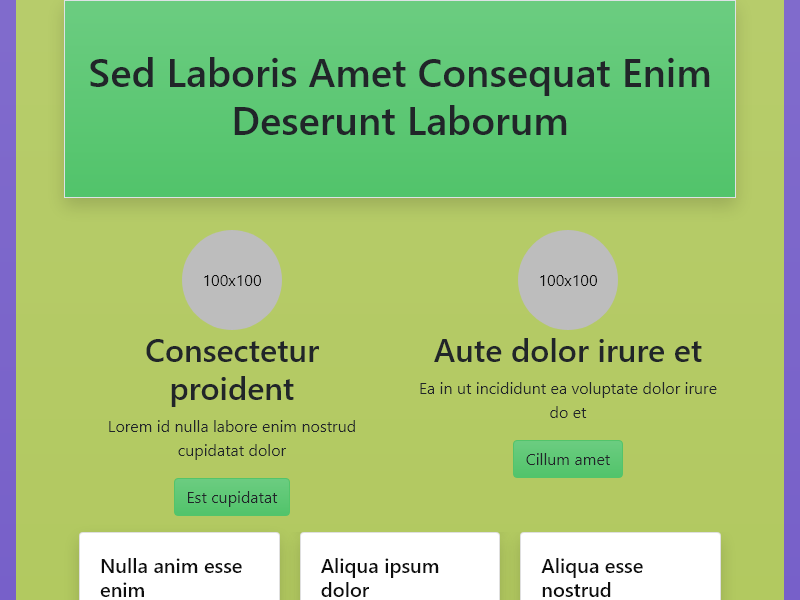 Sed Laboris Amet Consequat Enim
Deserunt Laborum
100x100
Consectetur
proident
Lorem id nulla labore enim nostrud
cupidatat dolor
Est cupidatat
100x100
Aute dolor irure et
Ea in ut incididunt ea voluptate dolor irure
do et
Cillum amet
Nulla anim esse
enim
Aliqua ipsum
dolor
Aliqua esse
nostrud